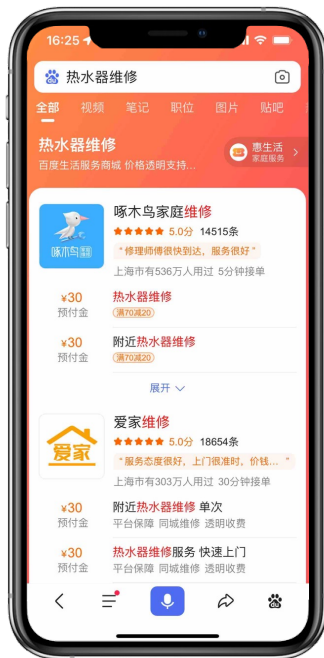 16:25
热水器维修
全部 视频 笔记 职位 图片 贴吧
热水器维修
百度生活服务商城 价格透明支持...
惠生活
家庭服务
啄木鸟家庭维修
5.0分 14515条
“修理师傅很快到达，服务很好”
上海市有536万人用过 5分钟接单
啄木鸟
¥30 热水器维修
预付金 满70减20
¥30 附近热水器维修
预付金 满70减20
展开
爱家维修
5.0分 18654条
“服务态度很好，上门很准时，价钱... ”
上海市有303万人用过 30分钟接单
爱家
¥30 附近热水器维修 单次
预付金 平台保障 同城维修 透明收费
¥30 热水器维修服务 快速上门
预付金 平台保障 同城维修 透明收费